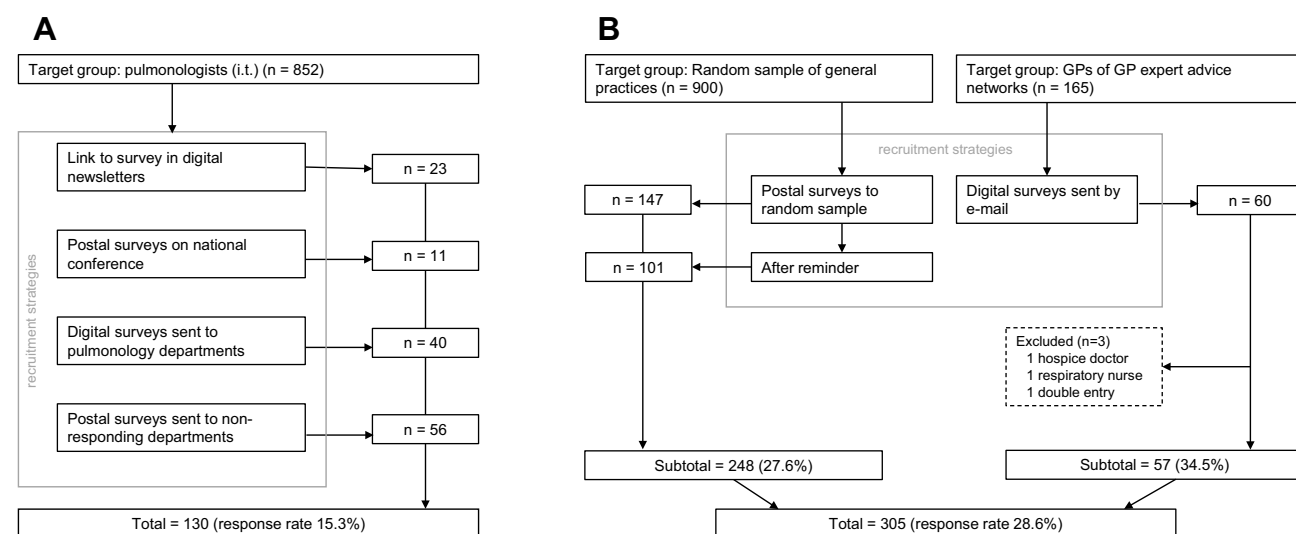 A
Target group: pulmonologists (i.t.) (n = 852)
recruitment strategies
Link to survey in digital
newsletters
n = 23
Postal surveys on national
conference
n = 11
Digital surveys sent to
pulmonology departments
n = 40
Postal surveys sent to non-
responding departments
n = 56
Total = 130 (response rate 15.3%)
B
Target group: Random sample of general
practices (n = 900)
Target group: GPs of GP expert advice
networks (n = 165)
recruitment strategies
n = 147
Postal surveys to
random sample
Digital surveys sent by
e-mail
n = 60
n = 101
After reminder
Excluded (n=3)
1 hospice doctor
1 respiratory nurse
1 double entry
Subtotal = 248 (27.6%)
Subtotal = 57 (34.5%)
Total = 305 (response rate 28.6%)